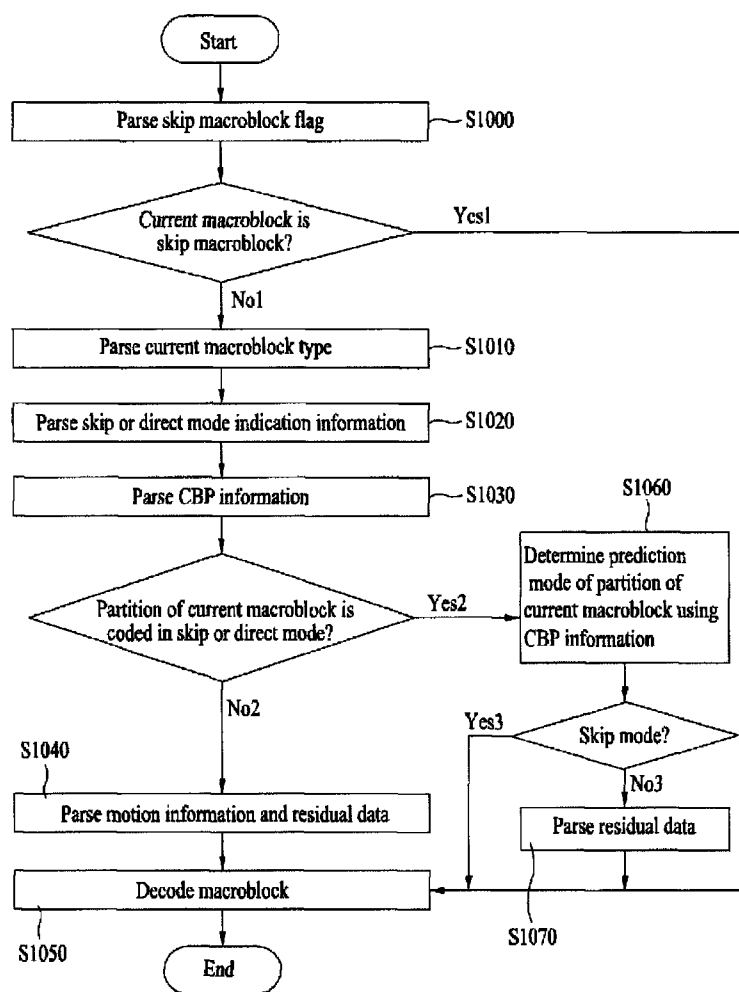 Start
Parse skip macroblock flag
S1000
Current macroblock is
skip macroblock?
Yes1
No1
Parse current macroblock type
S1010
Parse skip or direct mode indication information
S1020
Parse CBP information
S1030
S1060
Determine prediction
mode of partition of
current macroblock using
CBP information
Partition of current macroblock is
coded in skip or direct mode?
Yes2
No2
Yes3
Skip mode?
No3
S1040
Parse motion information and residual data
Parse residual data
Decode macroblock
S1050
S1070
End